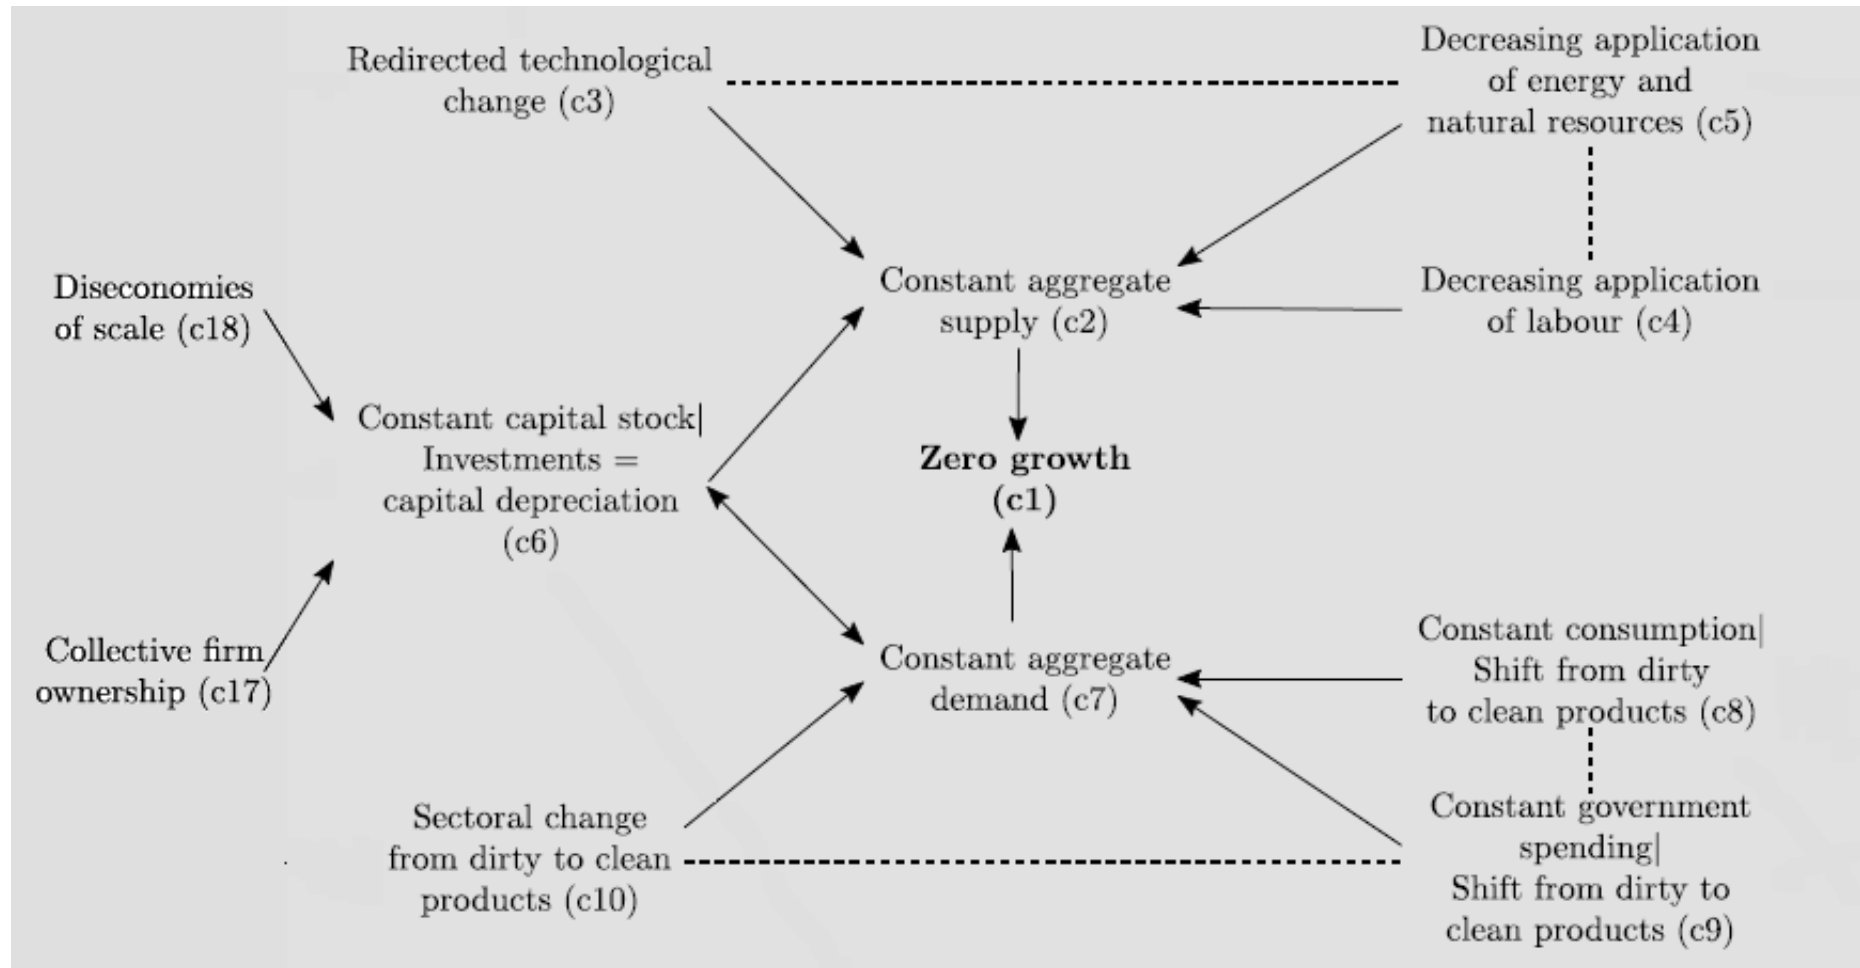 Redirected technological
change (c3)
Decreasing application
of energy and
natural resources (c5)
Diseconomies
of scale (c18)
Constant aggregate
supply (c2)
Decreasing application
of labour (c4)
Constant capital stock|
Investments =
capital depreciation
(c6)
Zero growth
(c1)
Collective firm
ownership (c17)
Constant aggregate
demand (c7)
Constant consumption|
Shift from dirty
to clean products (c8)
Sectoral change
from dirty to clean
products (c10)
Constant government
spending|
Shift from dirty to
clean products (c9)